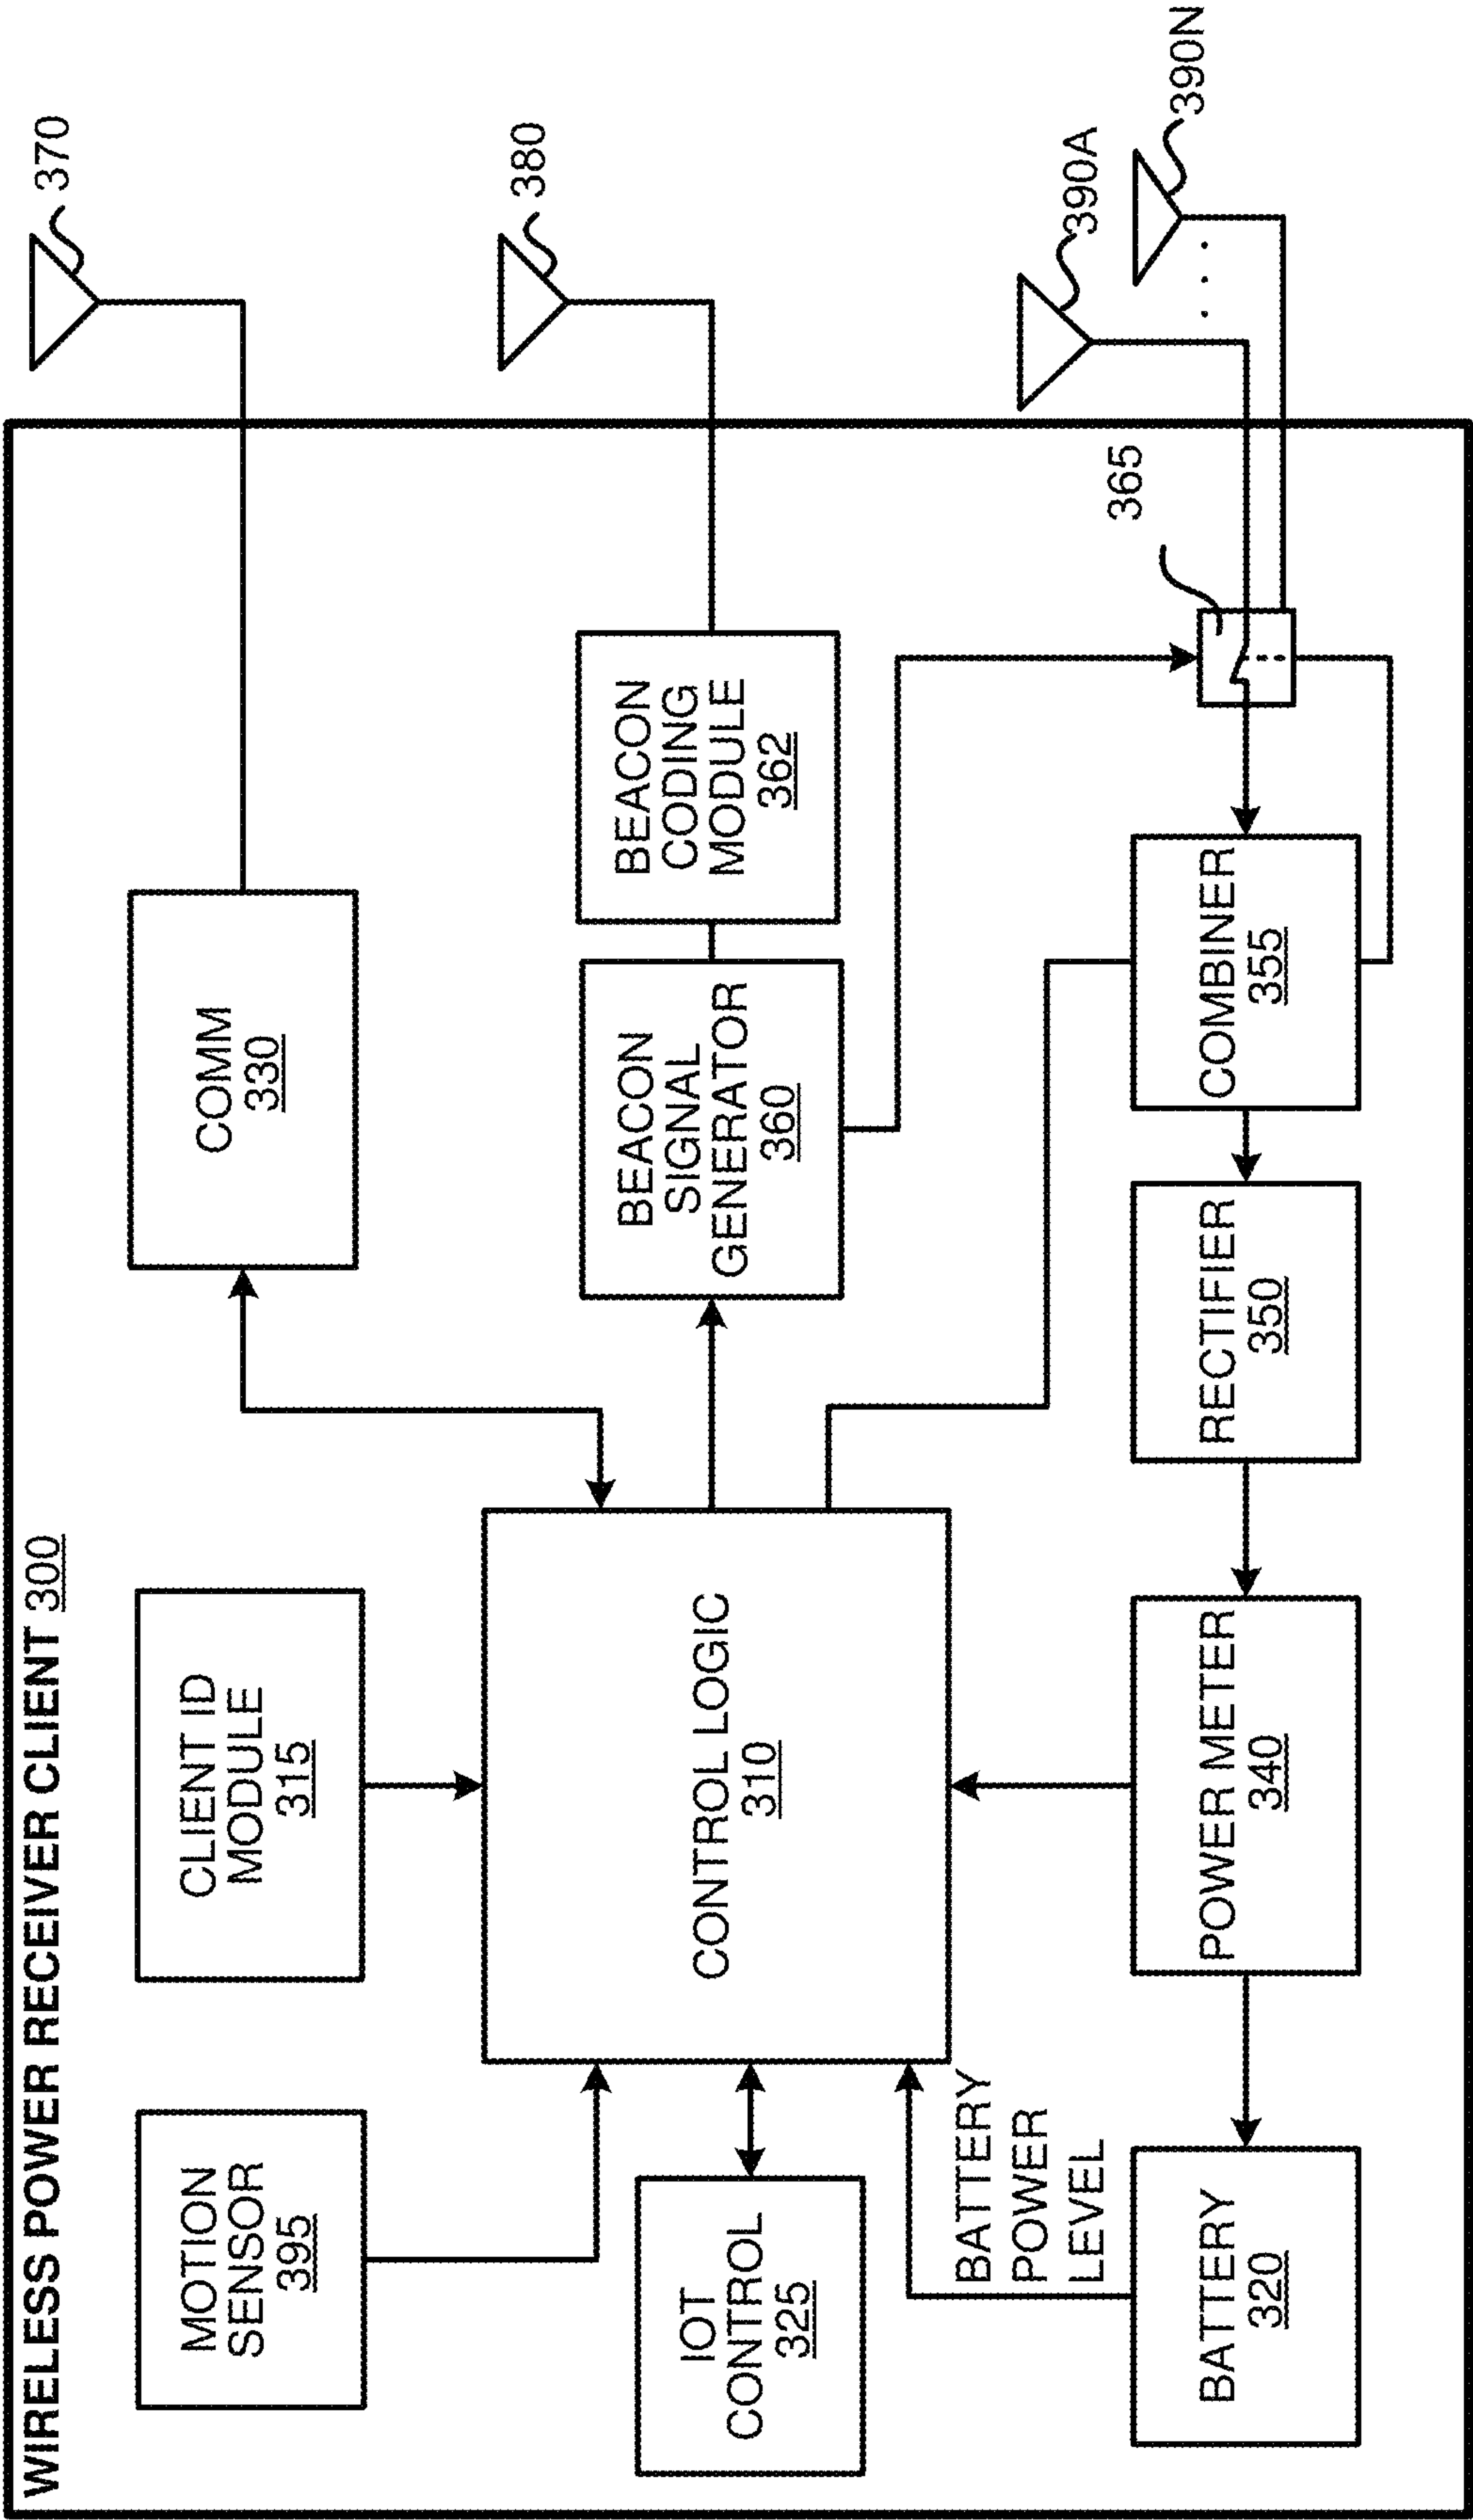 WIRELESS POWER RECEIVER CLIENT 300
MOTION
SENSOR
395
CLIENT ID
MODULE
315
COMM
330
370
IOT
CONTROL
325
CONTROL LOGIC
310
BEACON
SIGNAL
GENERATOR
360
BEACON
CODING
MODULE
362
380
BATTERY
POWER
LEVEL
BATTERY
320
POWER METER
340
RECTIFIER
350
COMBINER
355
365
390A
390N